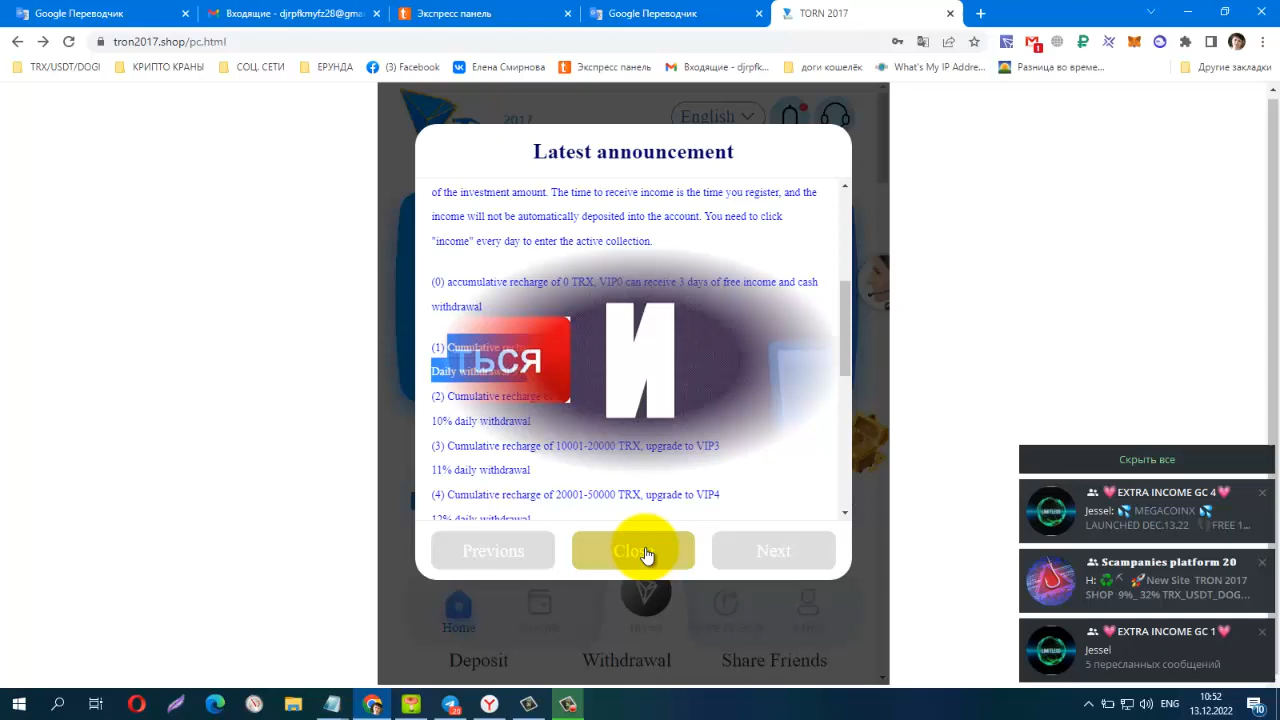 Google Переводчик
Входящие - djrpfkmyfz28@gmai
Экспресс панель
Google Переводчик
TORN 2017
tron2017.shop/pc.html
TRX/USDT/DOGI
КРИПТО КРАНЫ
СОЦ. СЕТИ
ЕРУНДА
(3) Facebook
Елена Смирнова
Экспресс панель
Входящие - djrpfk...
доги кошелёк
What's My IP Addre...
Разница во време...
Другие закладки
2017
English
Latest announcement
of the investment amount. The time to receive income is the time you register, and the
income will not be automatically deposited into the account. You need to click
"income" every day to enter the active collection.
(0) accumulative recharge of 0 TRX, VIP0 can receive 3 days of free income and cash
withdrawal
(1) Cumulative
ТЬСЯ
И
Daily withdrawal
(2) Cumulative recharge
10% daily withdrawal
(3) Cumulative recharge of 10001-20000 TRX, upgrade to VIP3
11% daily withdrawal
(4) Cumulative recharge of 20001-50000 TRX, upgrade to VIP4
12% daily withdrawal
Previons
Close
Next
Home
Deposit
Withdrawal
Share Friends
Скрыть все
EXTRA INCOME GC 4
Jessel: MEGACOINX
LAUNCHED DEC.13.22 FREE 1...
Scampanies platform 20
H: New Site TRON 2017
SHOP 9%_ 32% TRX_USDT_DOG...
EXTRA INCOME GC 1
Jessel
5 пересланных сообщений
ENG
10:52
13.12.2022